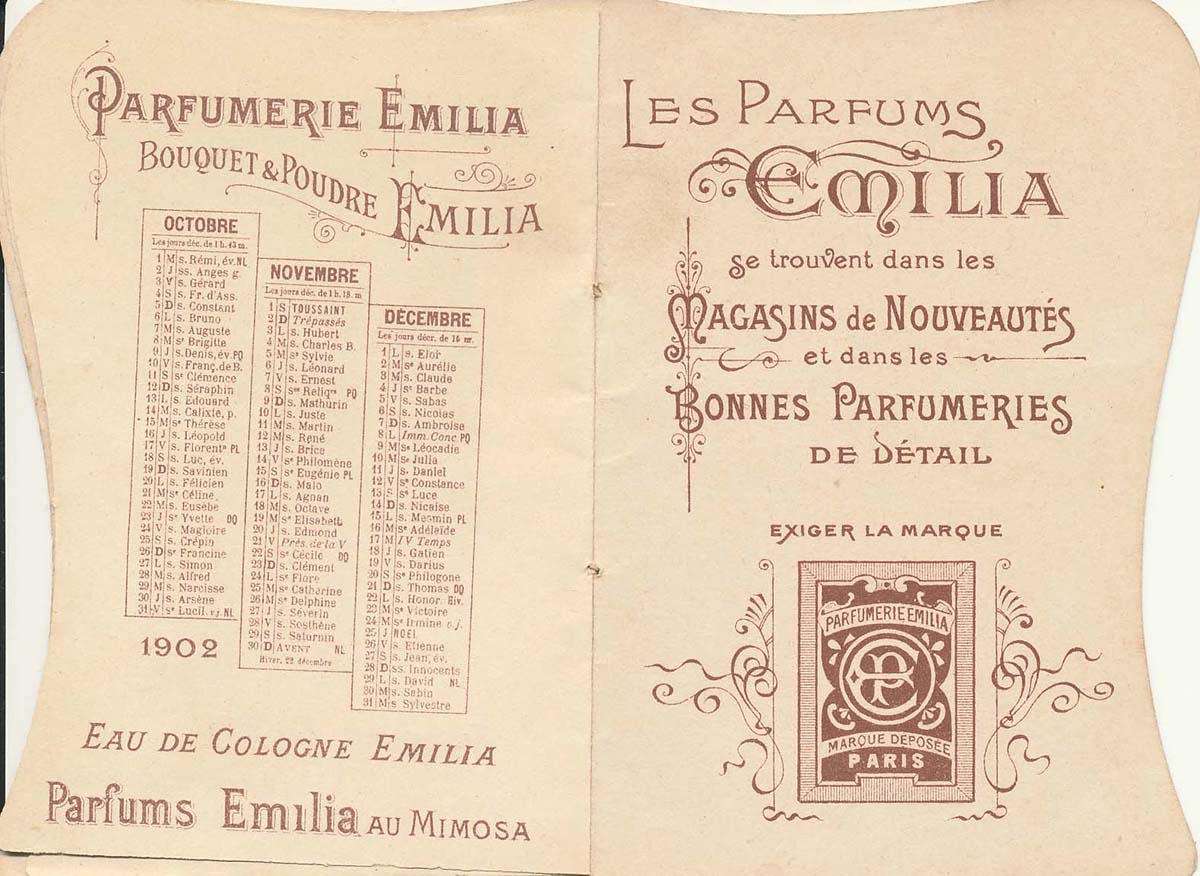 PARFUMERIE EMILIA
BOUQUET & POUDRE EMILIA
OCTOBRE
Les jours déc. de 1 h. 43 m.
1 M s. Rémi, év. NL
2 J ss. Anges g.
3 V s. Gérard
4 S s. Fr. d'Ass.
5 D s. Constant
6 L s. Bruno
7 M s. Auguste
8 M sᵉ Brigitte
9 J s. Denis, év. PQ
10 V s. Franç. de B.
11 S sᵉ Clémence
12 D s. Séraphin
13 L s. Edouard
14 M s. Calixte, p.
15 M sᵉ Thérèse
16 J s. Léopold
17 V s. Florentⁿ PL
18 S s. Luc, év.
19 D s. Savinien
20 L s. Félicien
21 M sᵉ Céline
22 M s. Eusèbe
23 J sᵉ Yvette DQ
24 V s. Magloire
25 S s. Crépin
26 D sᵉ Francine
27 L s. Simon
28 M s. Alfred
29 M s. Narcisse
30 J s. Arsène
31 V sᵉ Lucil. v.j. NL
NOVEMBRE
Les jours déc. de 1 h. 18. m
1 S TOUSSAINT
2 D Trépassés
3 L s. Hubert
4 M s. Charles B.
5 M sᵉ Sylvie
6 J s. Léonard
7 V s. Ernest
8 S sᵉˢ Reliqᵉˢ PQ
9 D s. Mathurin
10 L s. Juste
11 M s. Martin
12 M s. René
13 J s. Brice
14 V sᵉ Philomène
15 S sᵉ Eugénie PL
16 D s. Malo
17 L s. Agnan
18 M s. Octave
19 M sᵉ Elisabeth
20 J s. Edmond
21 V Prés. de la V
22 S sᵉ Cécile DQ
23 D s. Clément
24 L sᵉ Flore
25 M sᵉ Catharine
26 M sᵉ Delphine
27 J s. Séverin
28 V s. Sosthène
29 S s. Saturnin
30 D AVENT NL
Hiver, 22 décembre
DÉCEMBRE
Les jours décr. de 16 m.
1 L s. Eloi
2 M sᵉ Aurélie
3 M s. Claude
4 J sᵉ Barbe
5 V s. Sabas
6 S s. Nicolas
7 D s. Ambroise
8 L Imm. Conc PQ
9 M sᵉ Léocadie
10 M sᵉ Julie
11 J s. Daniel
12 V sᵉ Constance
13 S sᵉ Luce
14 D s. Nicaise
15 L s. Mesmin PL
16 M sᵉ Adélaïde
17 M IV Temps
18 J s. Gatien
19 V s. Darius
20 S sᵉ Philogone
21 D s. Thomas DQ
22 L s. Honor. Hiv.
23 M sᵉ Victoire
24 M sᵉ Irmine v.j.
25 J NOËL
26 V s. Etienne
27 S s. Jean, év.
28 D ss. Innocents
29 L s. David NL
30 M s. Sabin
31 M s Sylvestre
1902
EAU DE COLOGNE EMILIA
Parfums Emilia AU MIMOSA
LES PARFUMS
EMILIA
se trouvent dans les
MAGASINS de NOUVEAUTÉS
et dans les
BONNES PARFUMERIES
DE DÉTAIL
EXIGER LA MARQUE
PARFUMERIE EMILIA
MARQUE DÉPOSÉE
PARIS